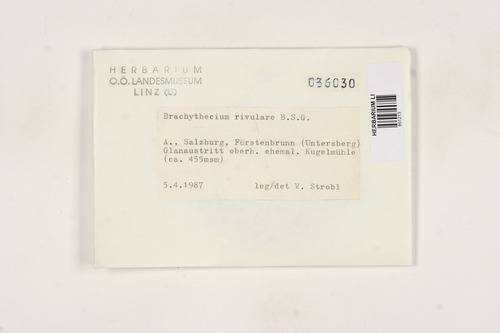 HERBARIUM
O.Ö. LANDESMUSEUM
LINZ (U)
036030
HERBARIUM LI
Brachythecium rivulare B.S.G.
A., Salzburg, Fürstenbrunn (Untersberg)
Glanaustritt oberh. ehemal. Kugelmühle
(ca. 455msm)
5.4.1987 leg/det W. Strobl